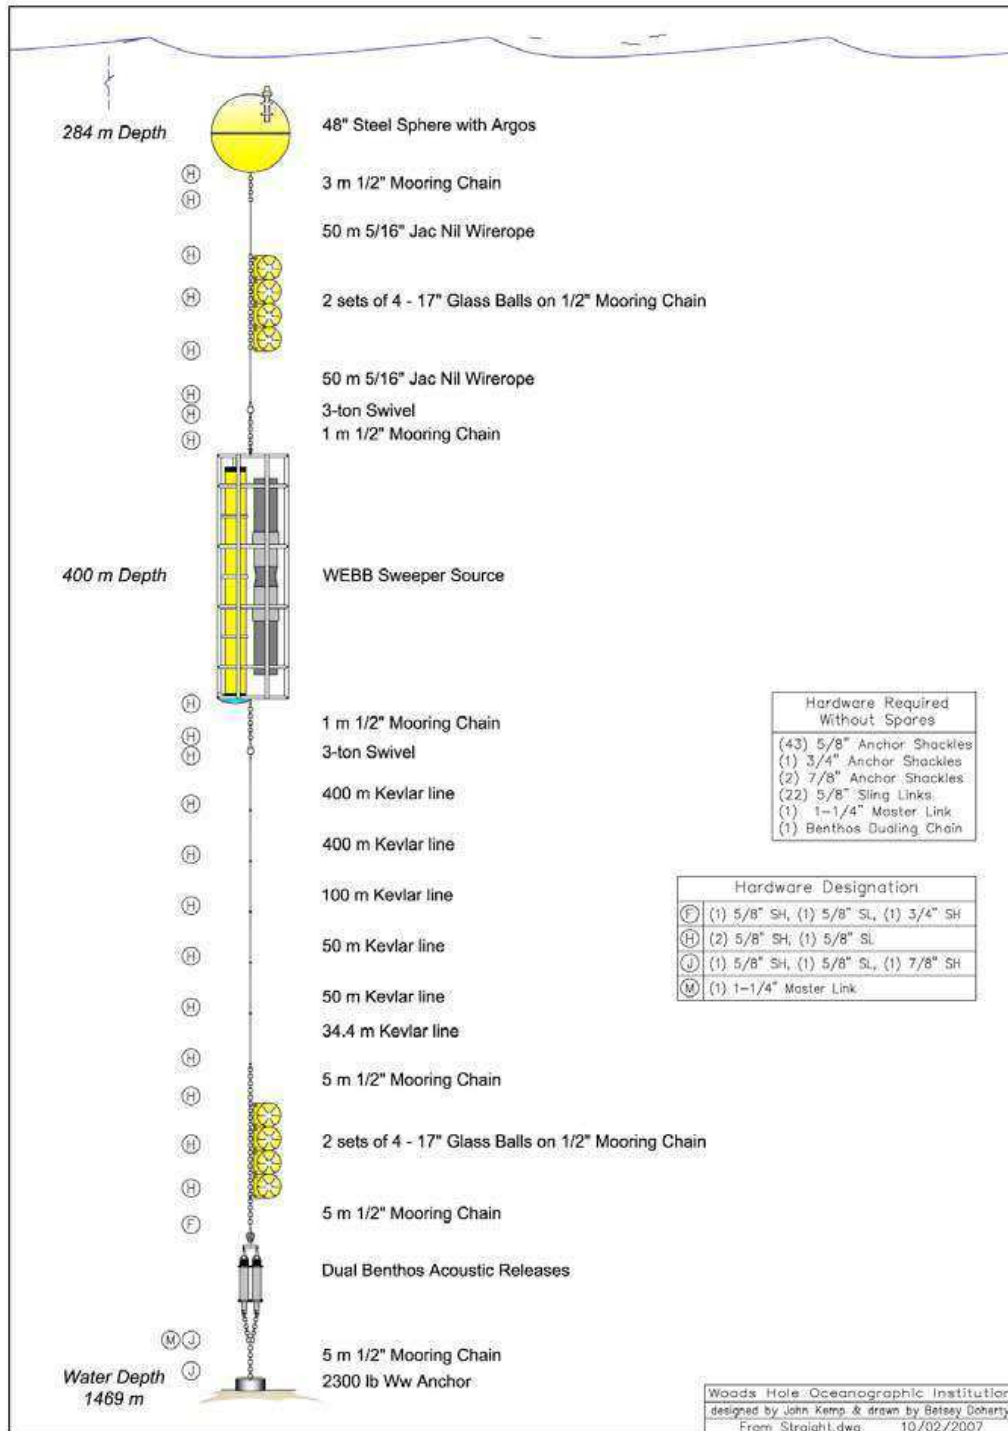 284 m Depth
48" Steel Sphere with Argos
H
3 m 1/2" Mooring Chain
H
50 m 5/16" Jac Nil Wirerope
H
H
2 sets of 4 - 17" Glass Balls on 1/2" Mooring Chain
H
50 m 5/16" Jac Nil Wirerope
H
H
3-ton Swivel
H
1 m 1/2" Mooring Chain
400 m Depth
WEBB Sweeper Source
H
1 m 1/2" Mooring Chain
H
H
3-ton Swivel
400 m Kevlar line
H
400 m Kevlar line
H
100 m Kevlar line
H
50 m Kevlar line
H
50 m Kevlar line
H
34.4 m Kevlar line
H
5 m 1/2" Mooring Chain
H
2 sets of 4 - 17" Glass Balls on 1/2" Mooring Chain
H
H
5 m 1/2" Mooring Chain
F
Dual Benthos Acoustic Releases
M J
5 m 1/2" Mooring Chain
J
2300 lb Ww Anchor
Water Depth
1469 m
Hardware Required
Without Spares
(43) 5/8" Anchor Shackles
(1) 3/4" Anchor Shackles
(2) 7/8" Anchor Shackles
(22) 5/8" Sling Links
(1) 1-1/4" Master Link
(1) Benthos Dualing Chain
Hardware Designation
F (1) 5/8" SH, (1) 5/8" SL, (1) 3/4" SH
H (2) 5/8" SH, (1) 5/8" SL
J (1) 5/8" SH, (1) 5/8" SL, (1) 7/8" SH
M (1) 1-1/4" Master Link
Woods Hole Oceanographic Institution
designed by John Kemp & drawn by Betsey Doherty
From Straight.dwg 10/02/2007